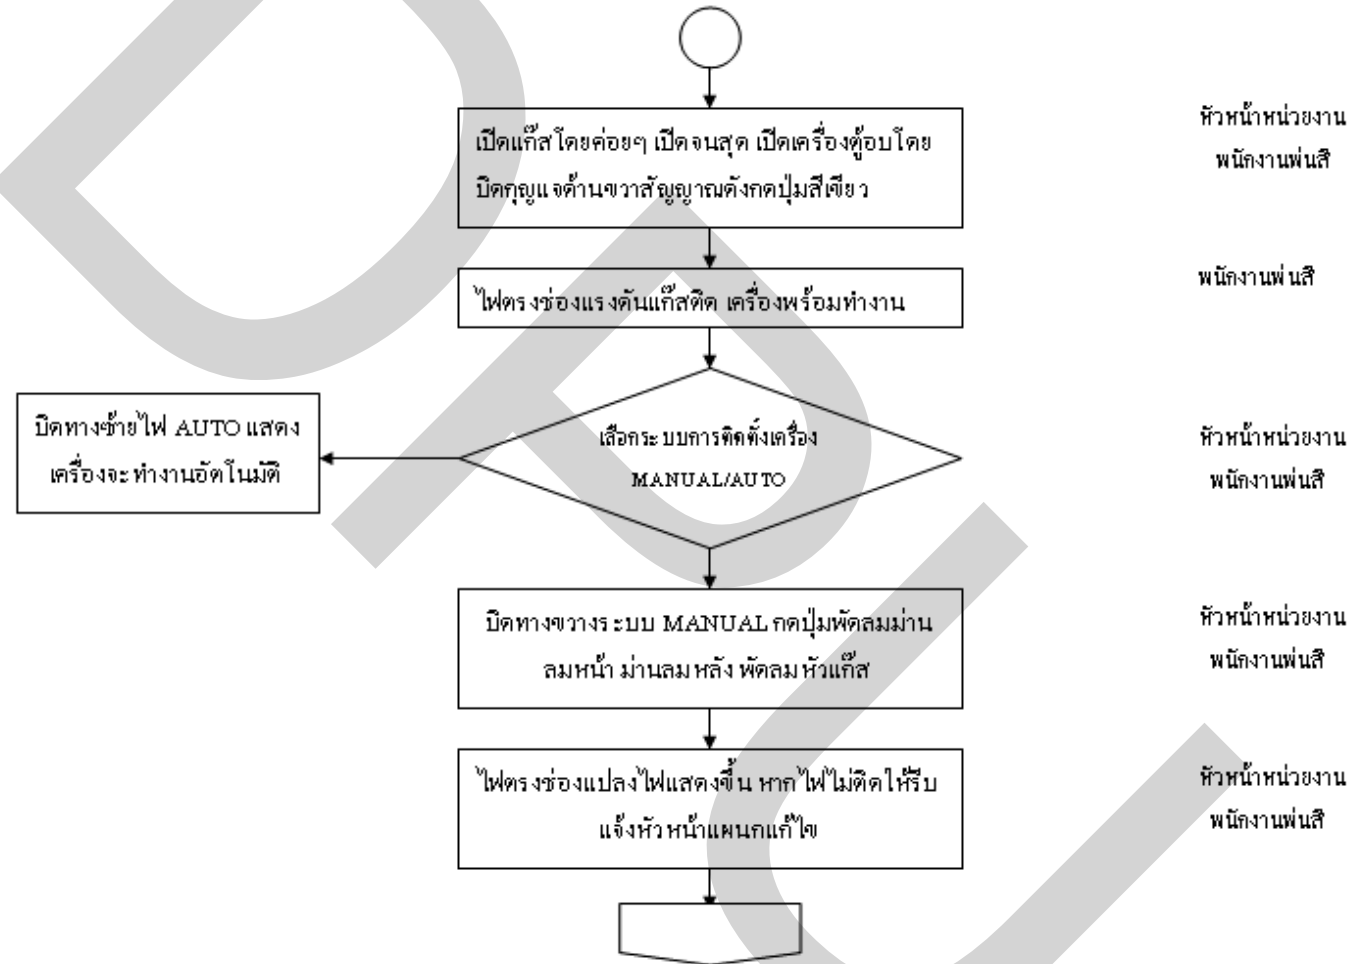 เปิดแก๊สโดยค่อยๆ เปิดจนสุด เปิดเครื่องตู้อบโดย
บิดกุญแจด้านขวาสัญญาณดังกดปุ่มสีเขียว
หัวหน้าหน่วยงาน
พนักงานพ่นสี
ไฟตรงช่องแรงดันแก๊สติด เครื่องพร้อมทำงาน
พนักงานพ่นสี
เลือกระบบการติดตั้งเครื่อง
MANUAL/AUTO
บิดทางซ้ายไฟ AUTO แสดง
เครื่องจะทำงานอัตโนมัติ
หัวหน้าหน่วยงาน
พนักงานพ่นสี
บิดทางขวางระบบ MANUAL กดปุ่มพัดลมม่าน
ลมหน้า ม่านลมหลัง พัดลมหัวแก๊ส
หัวหน้าหน่วยงาน
พนักงานพ่นสี
ไฟตรงช่องแปลงไฟแสดงขึ้น หากไฟไม่ติดให้รีบ
แจ้งหัวหน้าแผนกแก้ไข
หัวหน้าหน่วยงาน
พนักงานพ่นสี
DPU